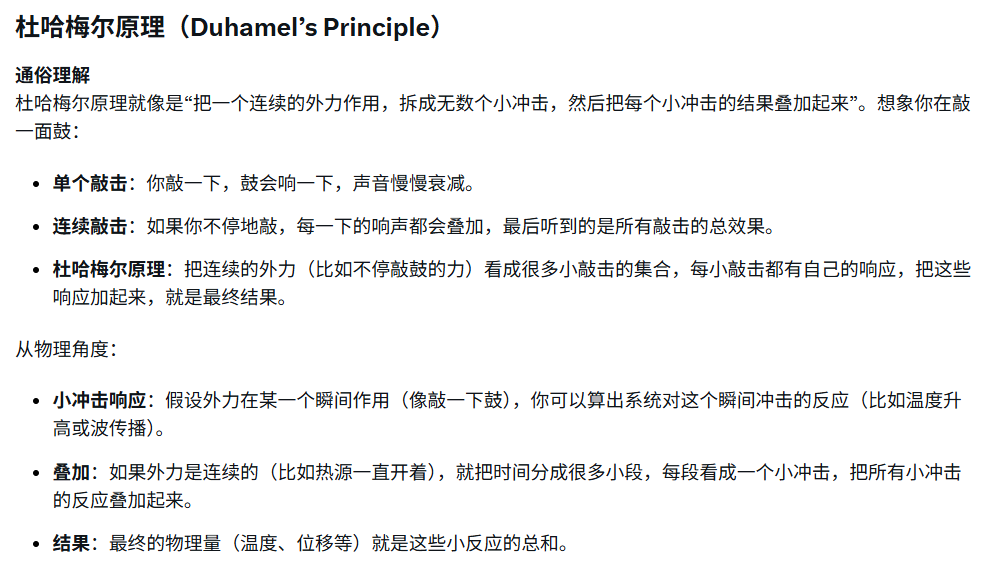 杜哈梅尔原理（Duhamel’s Principle）
通俗理解
杜哈梅尔原理就像是“把一个连续的外力作用，拆成无数个小冲击，然后把每个小冲击的结果叠加起来”。想象你在敲
一面鼓：
• 单个敲击：你敲一下，鼓会响一下，声音慢慢衰减。
• 连续敲击：如果你不停地敲，每一下的响声都会叠加，最后听到的是所有敲击的总效果。
• 杜哈梅尔原理：把连续的外力（比如不停敲鼓的力）看成很多小敲击的集合，每小敲击都有自己的响应，把这些
响应加起来，就是最终结果。
从物理角度：
• 小冲击响应：假设外力在某一个瞬间作用（像敲一下鼓），你可以算出系统对这个瞬间冲击的反应（比如温度升
高或波传播）。
• 叠加：如果外力是连续的（比如热源一直开着），就把时间分成很多小段，每段看成一个小冲击，把所有小冲击
的反应叠加起来。
• 结果：最终的物理量（温度、位移等）就是这些小反应的总和。